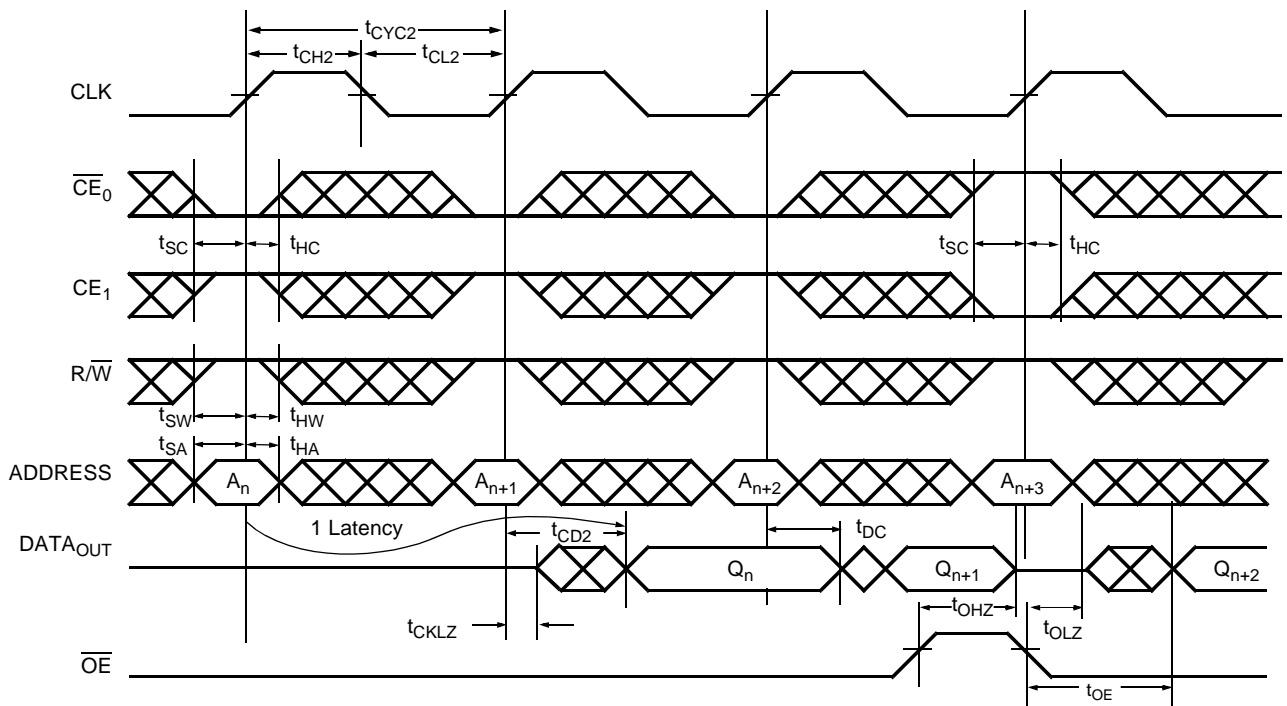 tCYC2
tCH2
tCL2
CLK
CE0
tSC
tHC
tSC
tHC
CE1
R/W
tSW
tHW
tSA
tHA
ADDRESS
An
An+1
An+2
An+3
1 Latency
tCD2
tDC
DATAOUT
Qn
Qn+1
Qn+2
tOHZ
tCKLZ
tOLZ
OE
tOE